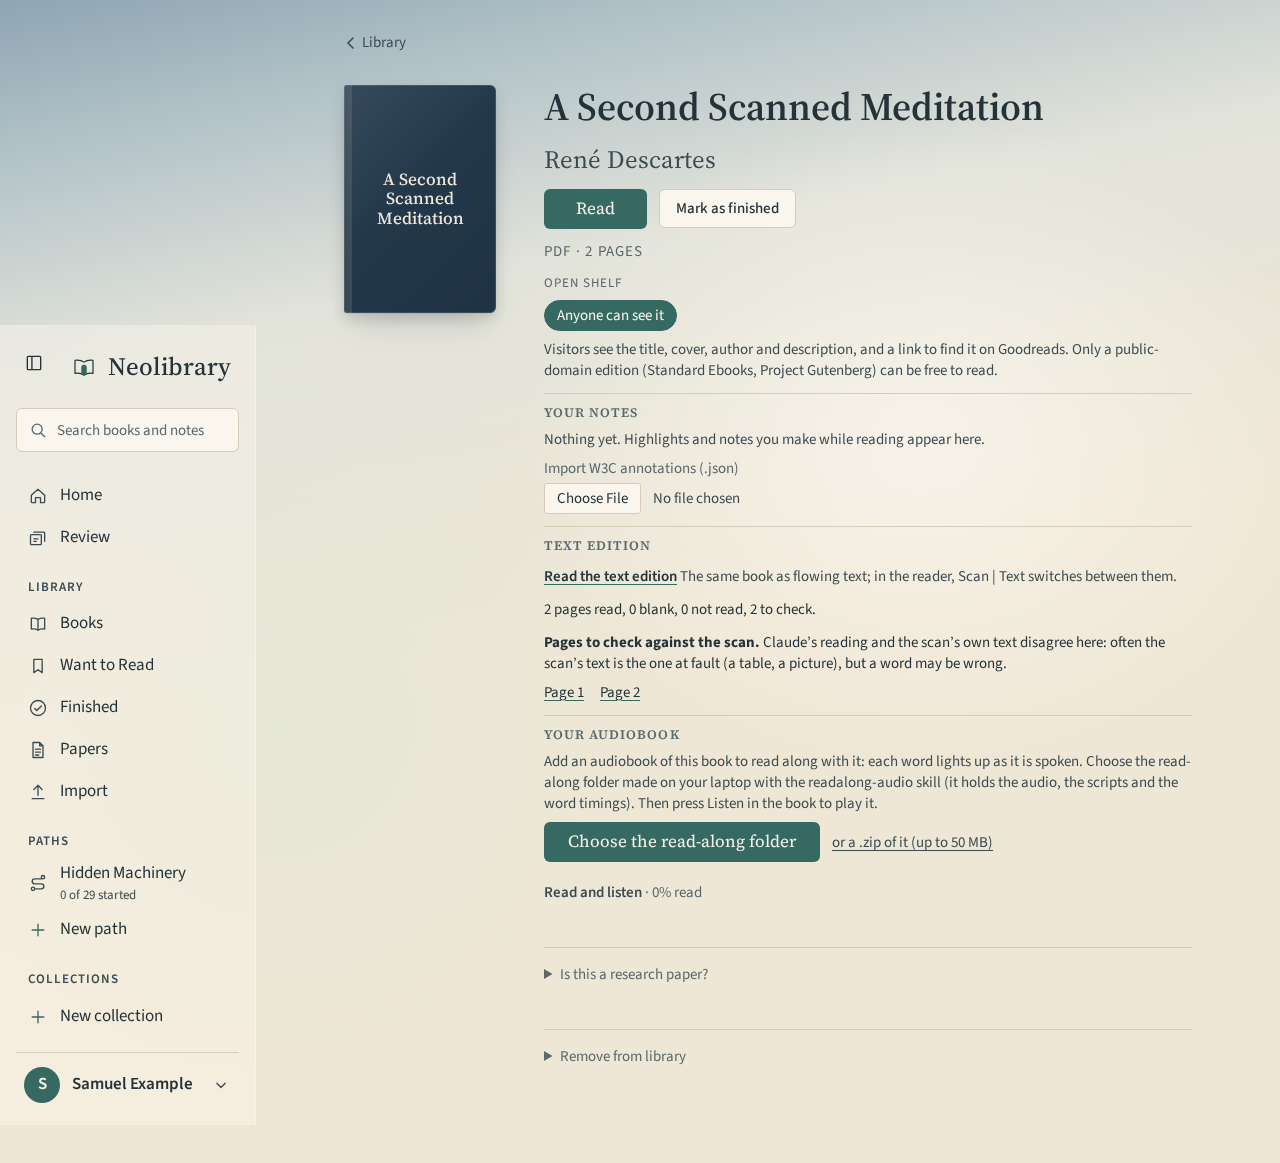 Library
A Second
Scanned
Meditation
A Second Scanned Meditation
René Descartes
Read
Mark as finished
PDF · 2 PAGES
OPEN SHELF
Anyone can see it
Visitors see the title, cover, author and description, and a link to find it on Goodreads. Only a public-
domain edition (Standard Ebooks, Project Gutenberg) can be free to read.
YOUR NOTES
Nothing yet. Highlights and notes you make while reading appear here.
Import W3C annotations (.json)
Choose File No file chosen
TEXT EDITION
Read the text edition The same book as flowing text; in the reader, Scan | Text switches between them.
2 pages read, 0 blank, 0 not read, 2 to check.
Pages to check against the scan. Claude’s reading and the scan’s own text disagree here: often the
scan’s text is the one at fault (a table, a picture), but a word may be wrong.
Page 1 Page 2
YOUR AUDIOBOOK
Add an audiobook of this book to read along with it: each word lights up as it is spoken. Choose the read-
along folder made on your laptop with the readalong-audio skill (it holds the audio, the scripts and the
word timings). Then press Listen in the book to play it.
Choose the read-along folder or a .zip of it (up to 50 MB)
Read and listen · 0% read
Is this a research paper?
Remove from library
Neolibrary
Search books and notes
Home
Review
LIBRARY
Books
Want to Read
Finished
Papers
Import
PATHS
Hidden Machinery
0 of 29 started
New path
COLLECTIONS
New collection
S Samuel Example